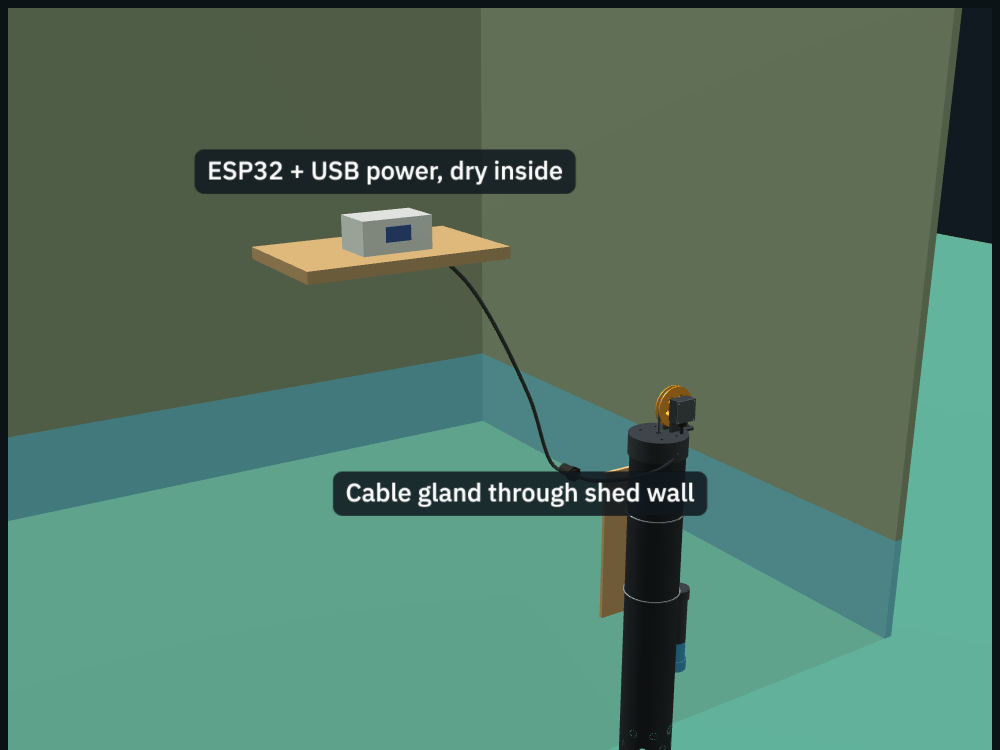 ESP32 + USB power, dry inside
Cable gland through shed wall